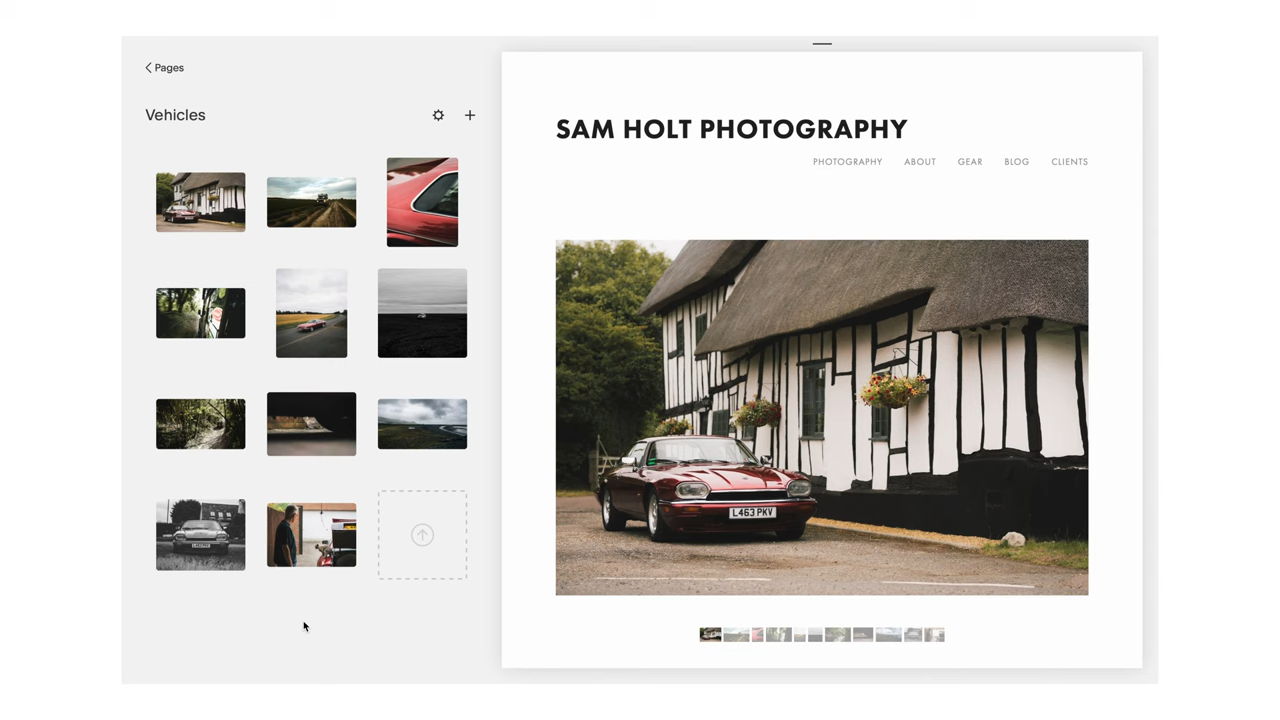 Pages
Vehicles
SAM HOLT PHOTOGRAPHY
PHOTOGRAPHY ABOUT GEAR BLOG CLIENTS
L463 PKV